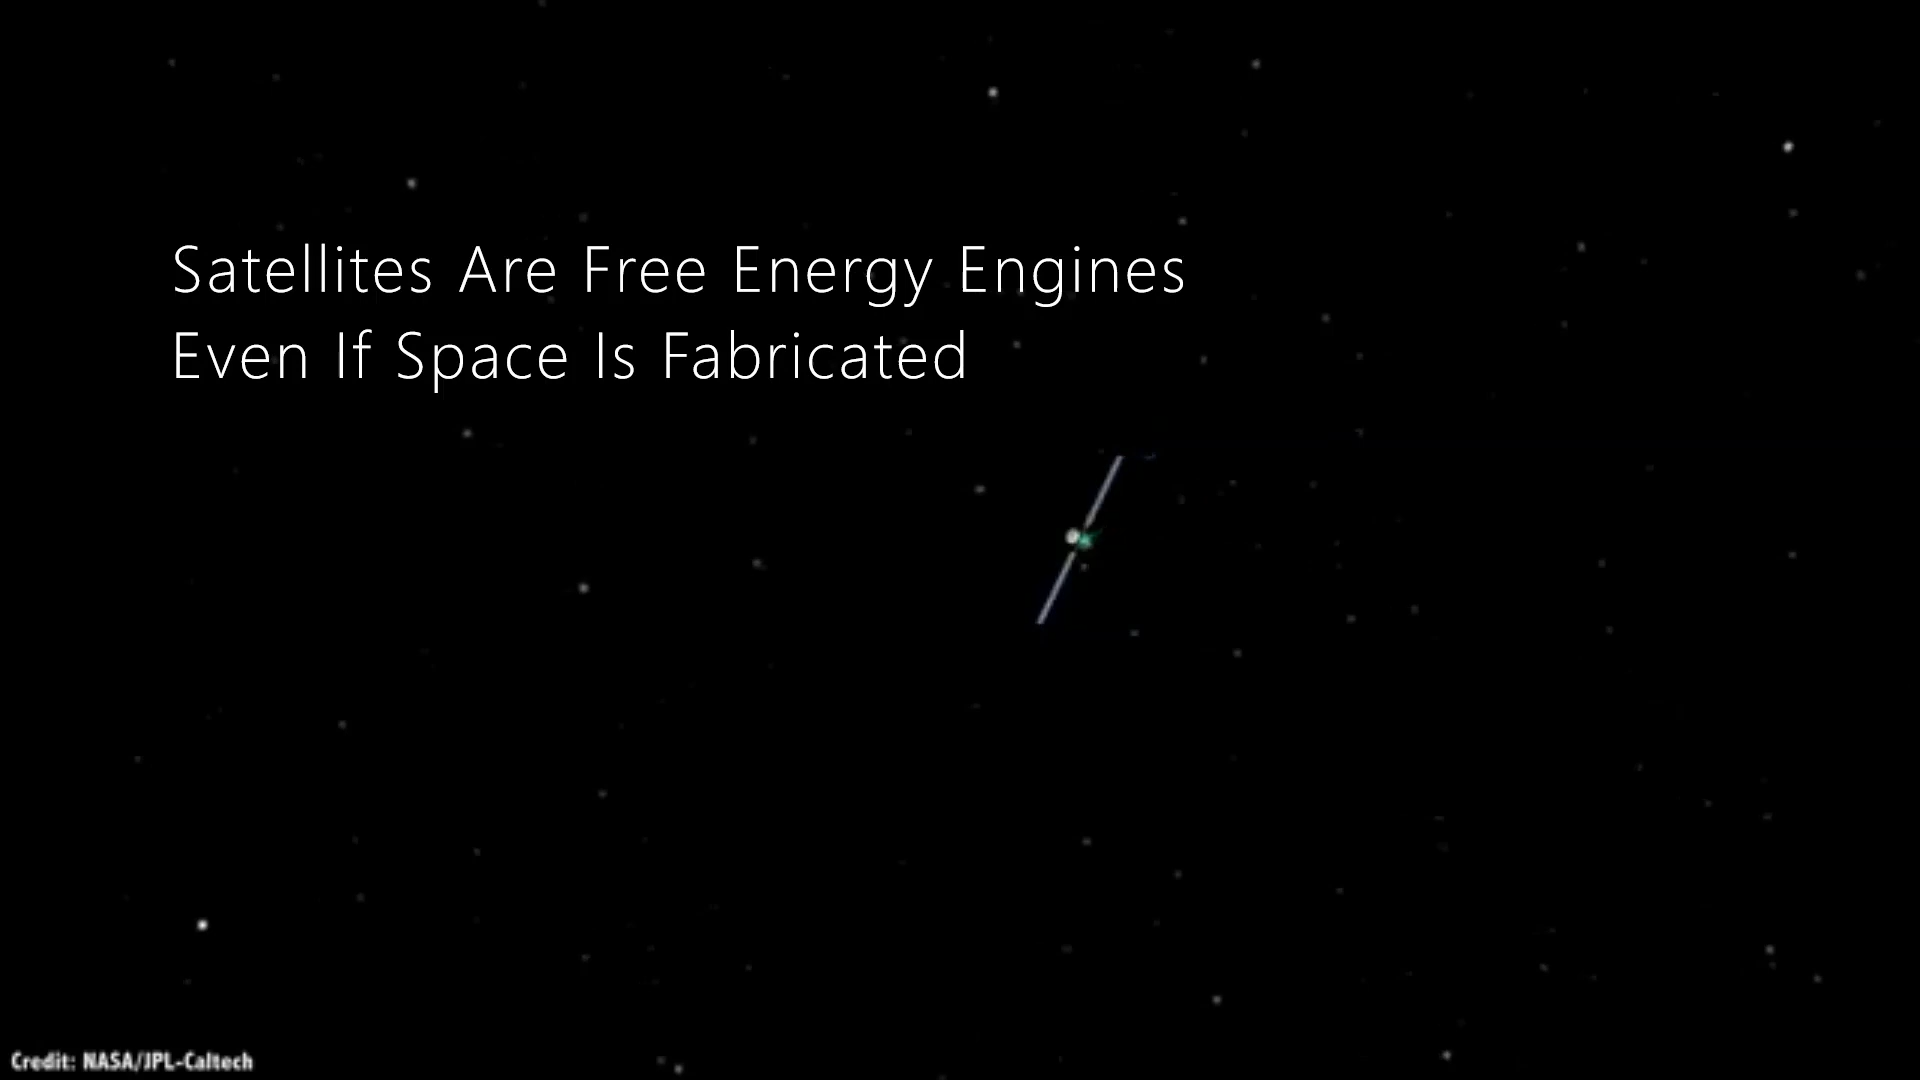 Satellites Are Free Energy Engines
Even If Space Is Fabricated
Credit: NASA/JPL-Caltech